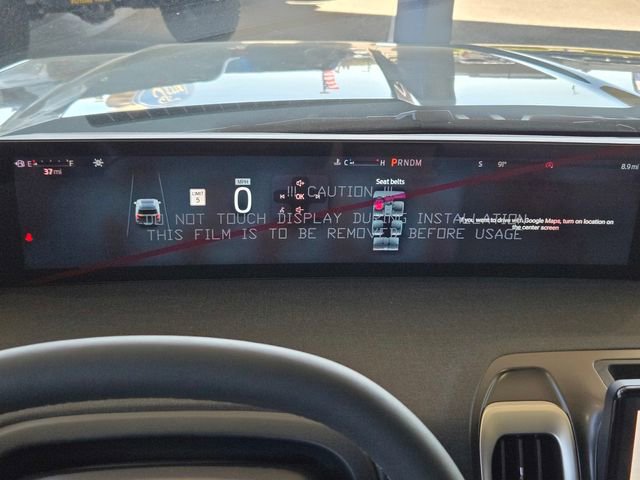 E F
37 mi
C H PRNDM
S 91°
8.9 mi
LIMIT
5
MPH
0
OK
Seat belts
!!! CAUTION
DO NOT TOUCH DISPLAY DURING INSTALLATION
THIS FILM IS TO BE REMOVED BEFORE USAGE
If you want to drive with Google Maps, turn on location on
the center screen